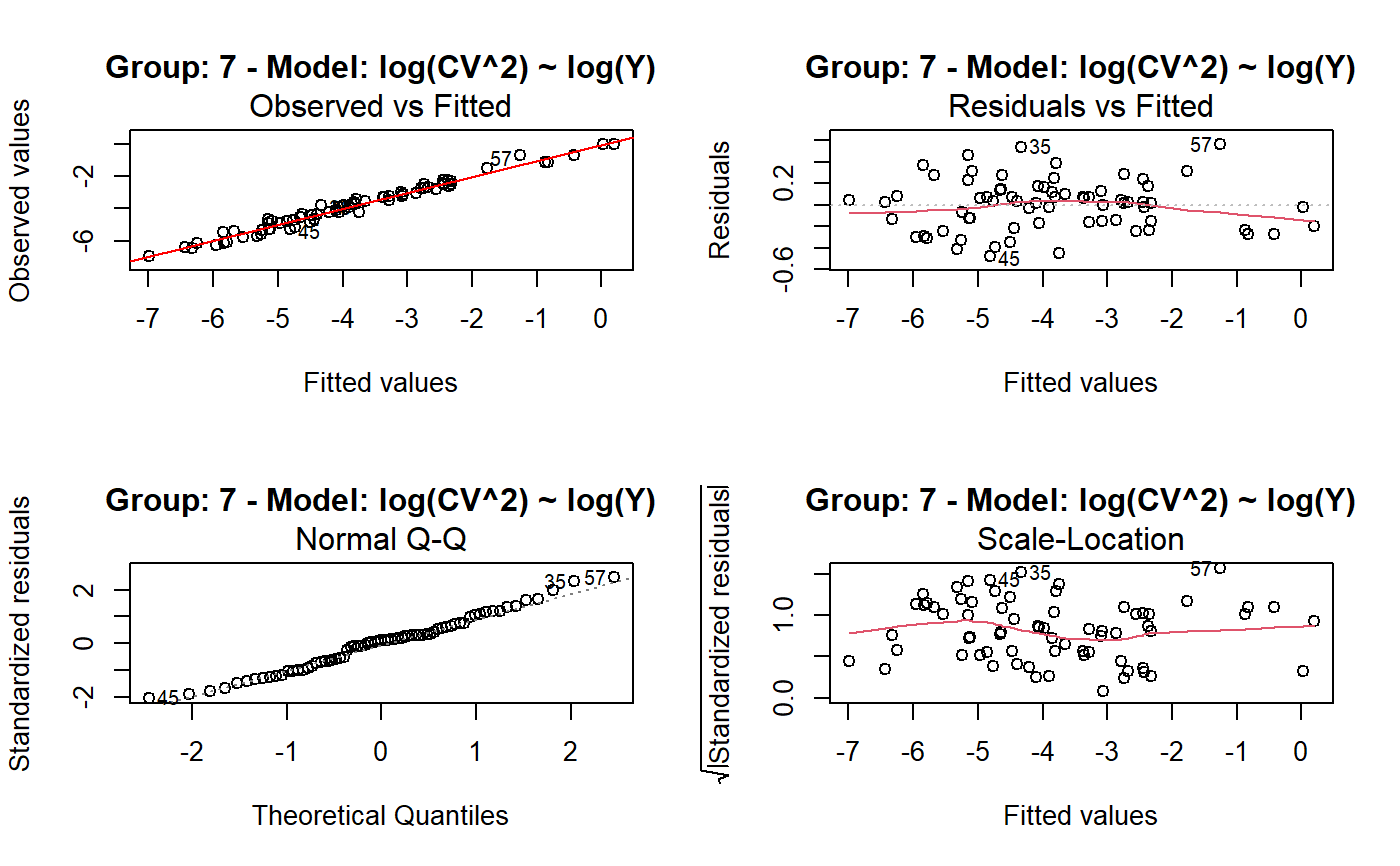 Group: 7 - Model: log(CV^2) ~ log(Y)
Observed vs Fitted
Observed values
-2
-6
57
45
-7 -6 -5 -4 -3 -2 -1 0
Fitted values
Group: 7 - Model: log(CV^2) ~ log(Y)
Residuals vs Fitted
Residuals
0.2
-0.6
35
57
45
-7 -6 -5 -4 -3 -2 -1 0
Fitted values
Group: 7 - Model: log(CV^2) ~ log(Y)
Normal Q-Q
Standardized residuals
2
0
-2
35 57
45
-2 -1 0 1 2
Theoretical Quantiles
Group: 7 - Model: log(CV^2) ~ log(Y)
Scale-Location
√|Standardized residuals|
1.0
0.0
45 35
57
-7 -6 -5 -4 -3 -2 -1 0
Fitted values